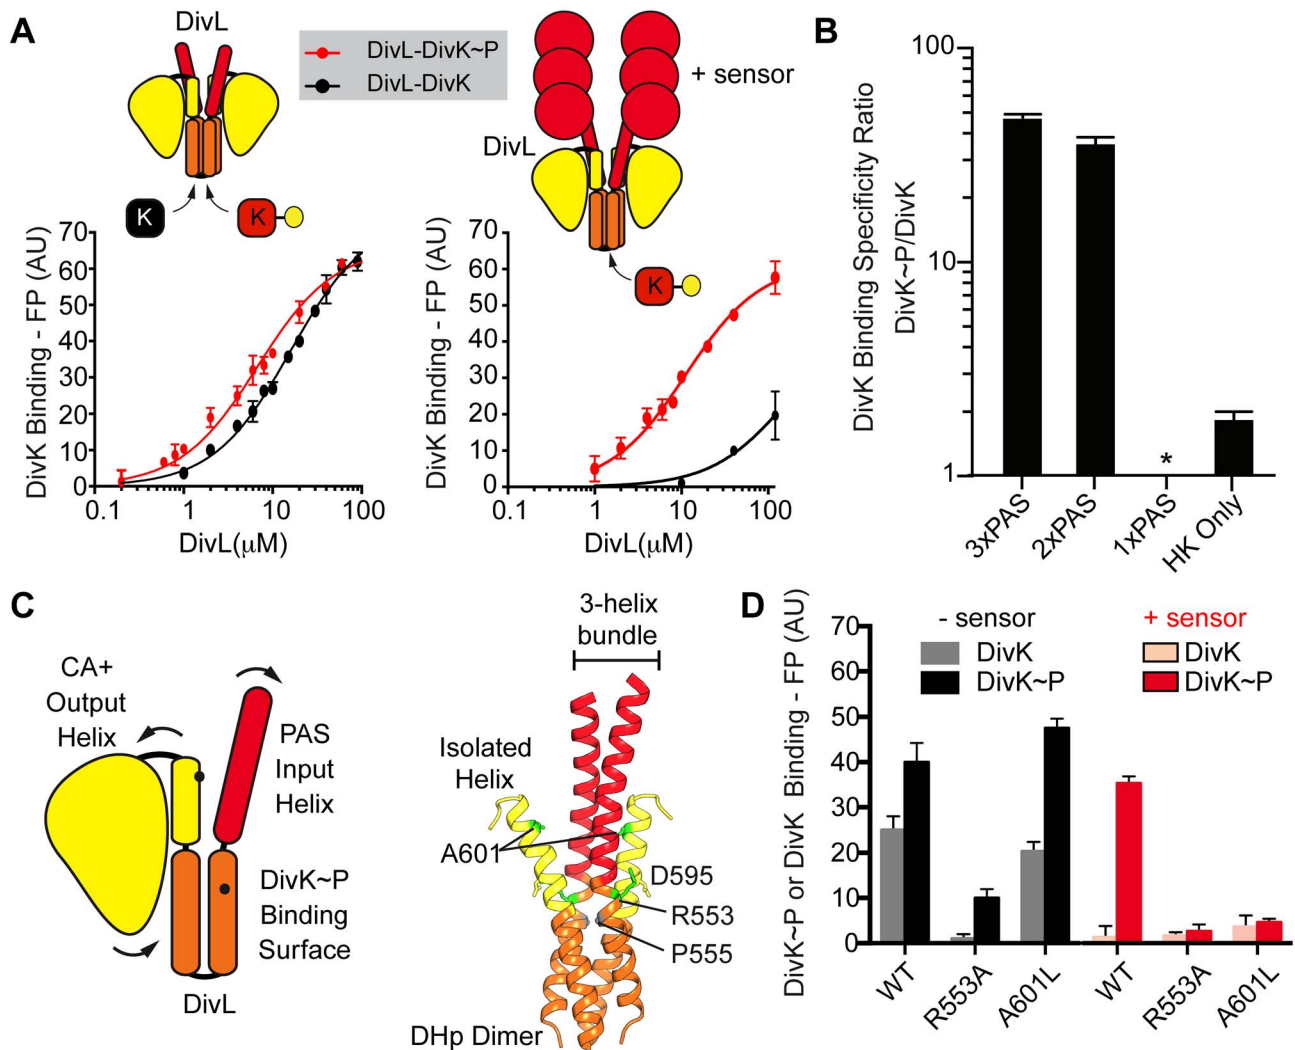 A
DivL
DivL-DivK~P
DivL-DivK
+ sensor
DivL
K
K
K
DivK Binding - FP (AU)
70
60
50
40
30
20
10
0
0.1
1
10
100
DivL(μM)
DivK Binding - FP (AU)
70
60
50
40
30
20
10
0
0.1
1
10
100
DivL(μM)
B
DivK Binding Specificity Ratio
DivK~P/DivK
100
10
1
*
3xPAS
2xPAS
1xPAS
HK Only
C
CA+
Output
Helix
PAS
Input
Helix
DivK~P
Binding
Surface
DivL
3-helix
bundle
Isolated
Helix
A601
D595
R553
P555
DHp Dimer
D
DivK~P or DivK Binding - FP (AU)
70
60
50
40
30
20
10
0
- sensor
DivK
DivK~P
+ sensor
DivK
DivK~P
WT
R553A
A601L
WT
R553A
A601L